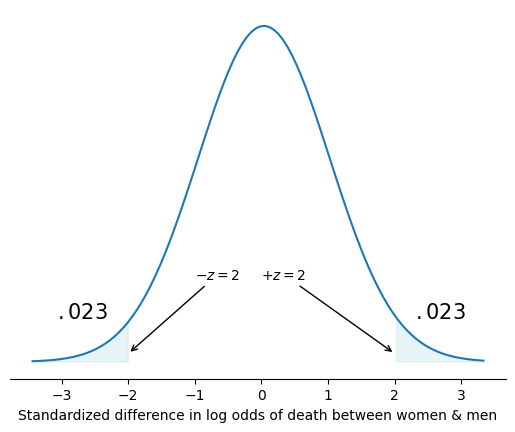 −z = 2 +z = 2
.023 .023
−3 −2 −1 0 1 2 3
Standardized difference in log odds of death between women & men